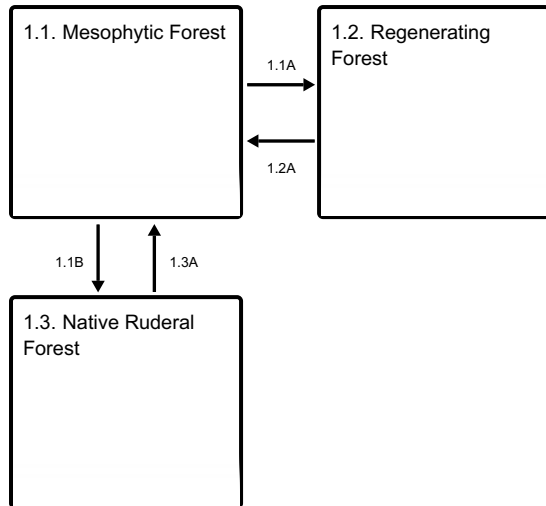 1.1. Mesophytic Forest
1.2. Regenerating
Forest
1.1A
1.2A
1.1B
1.3A
1.3. Native Ruderal
Forest